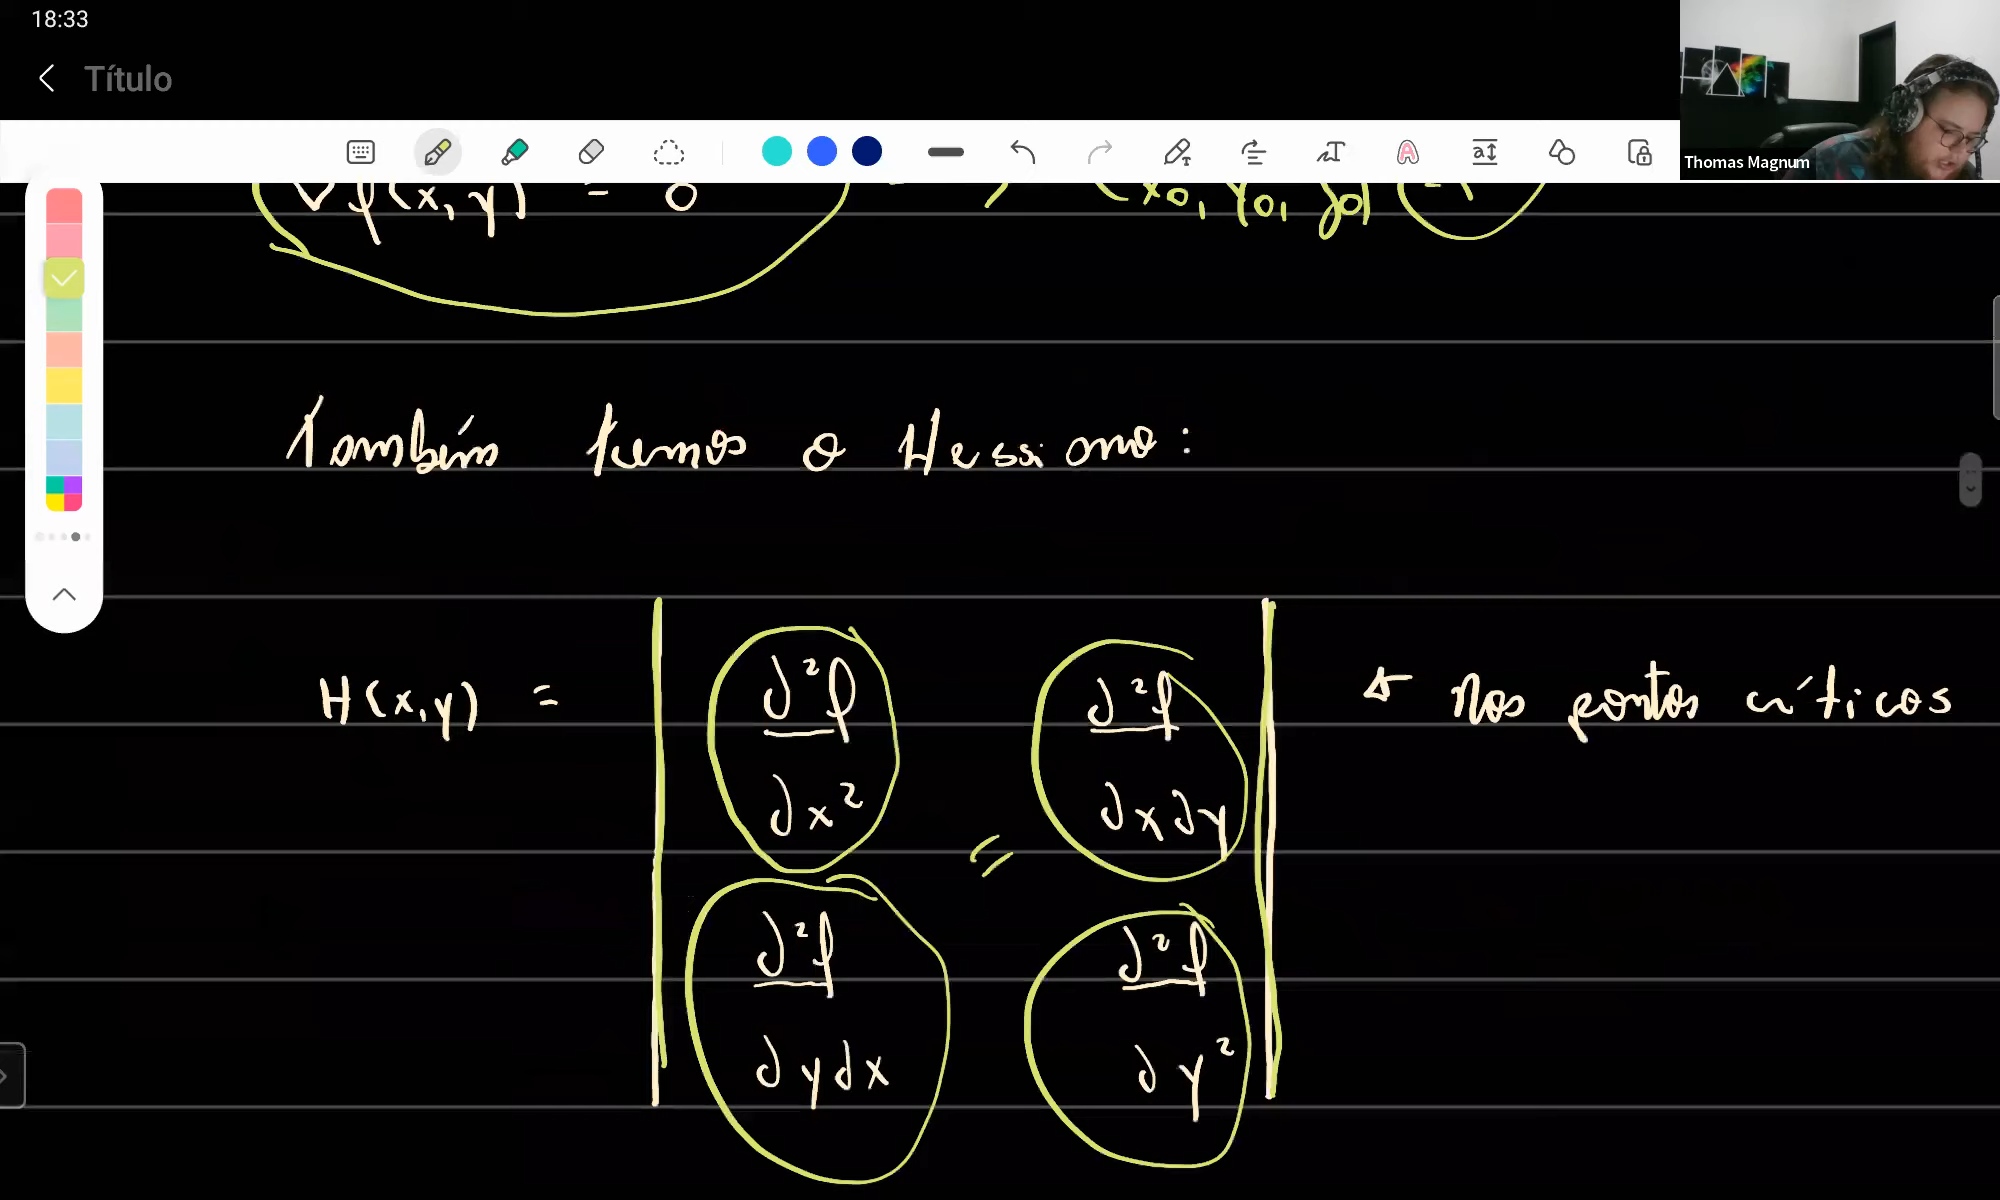 18:33
Título
Thomas Magnum
∇f(x,y) = 0 (x0, y0, z0)
Também temos o Hessiano:
H(x,y) = | ∂²f/∂x² ∂²f/∂x∂y | * Nos pontos críticos
=
| ∂²f/∂y∂x ∂²f/∂y² |